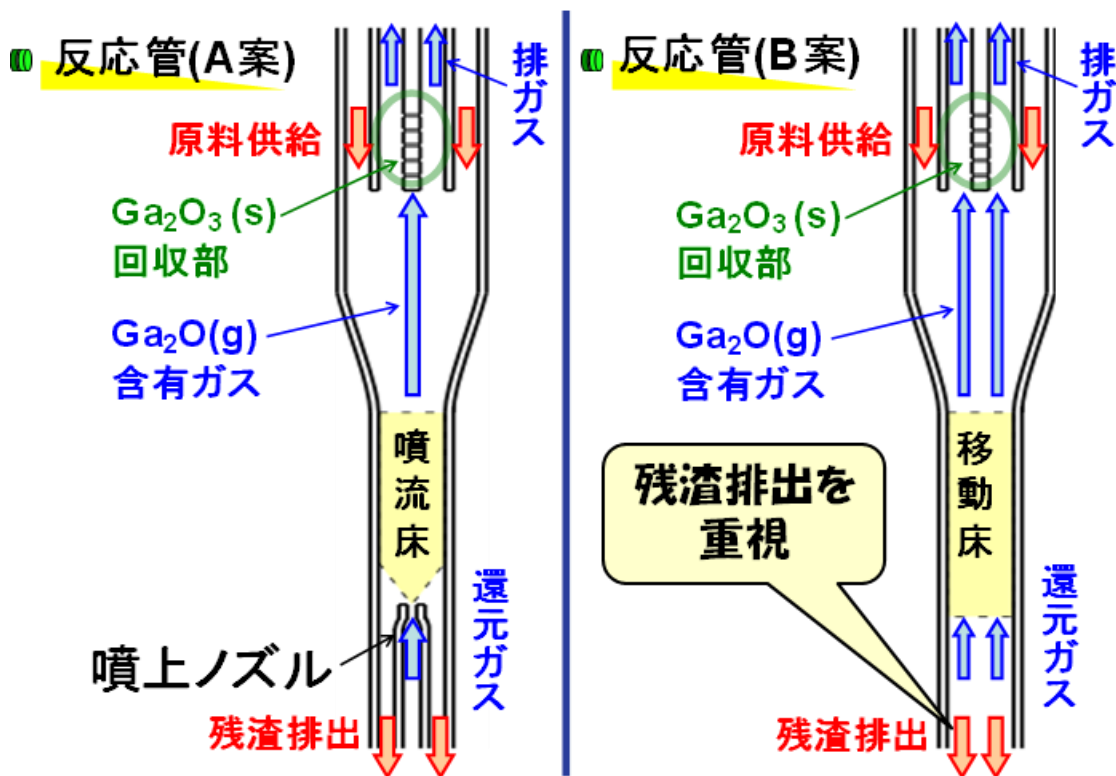 反応管(A案)
排ガス
原料供給
Ga₂O₃(s)
回収部
Ga₂O(g)
含有ガス
噴流床
還元ガス
噴上ノズル
残渣排出
反応管(B案)
排ガス
原料供給
Ga₂O₃(s)
回収部
Ga₂O(g)
含有ガス
移動床
残渣排出を
重視
還元ガス
残渣排出